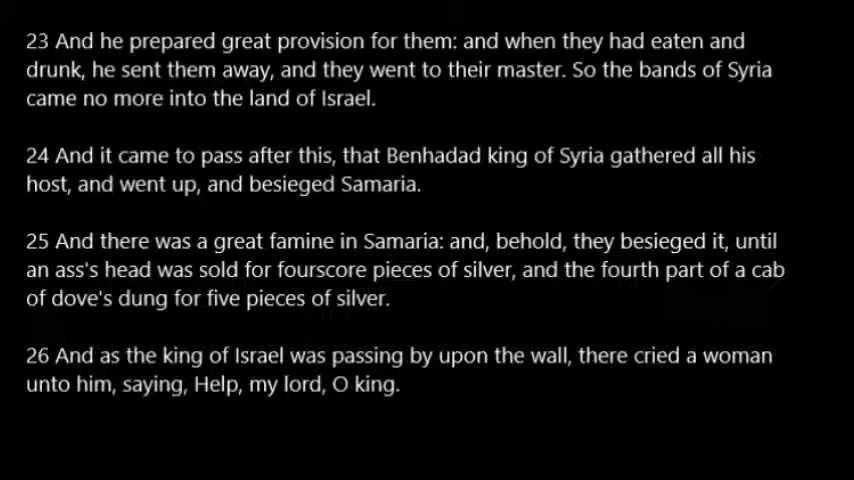 23 And he prepared great provision for them: and when they had eaten and
drunk, he sent them away, and they went to their master. So the bands of Syria
came no more into the land of Israel.
24 And it came to pass after this, that Benhadad king of Syria gathered all his
host, and went up, and besieged Samaria.
25 And there was a great famine in Samaria: and, behold, they besieged it, until
an ass's head was sold for fourscore pieces of silver, and the fourth part of a cab
of dove's dung for five pieces of silver.
26 And as the king of Israel was passing by upon the wall, there cried a woman
unto him, saying, Help, my lord, O king.